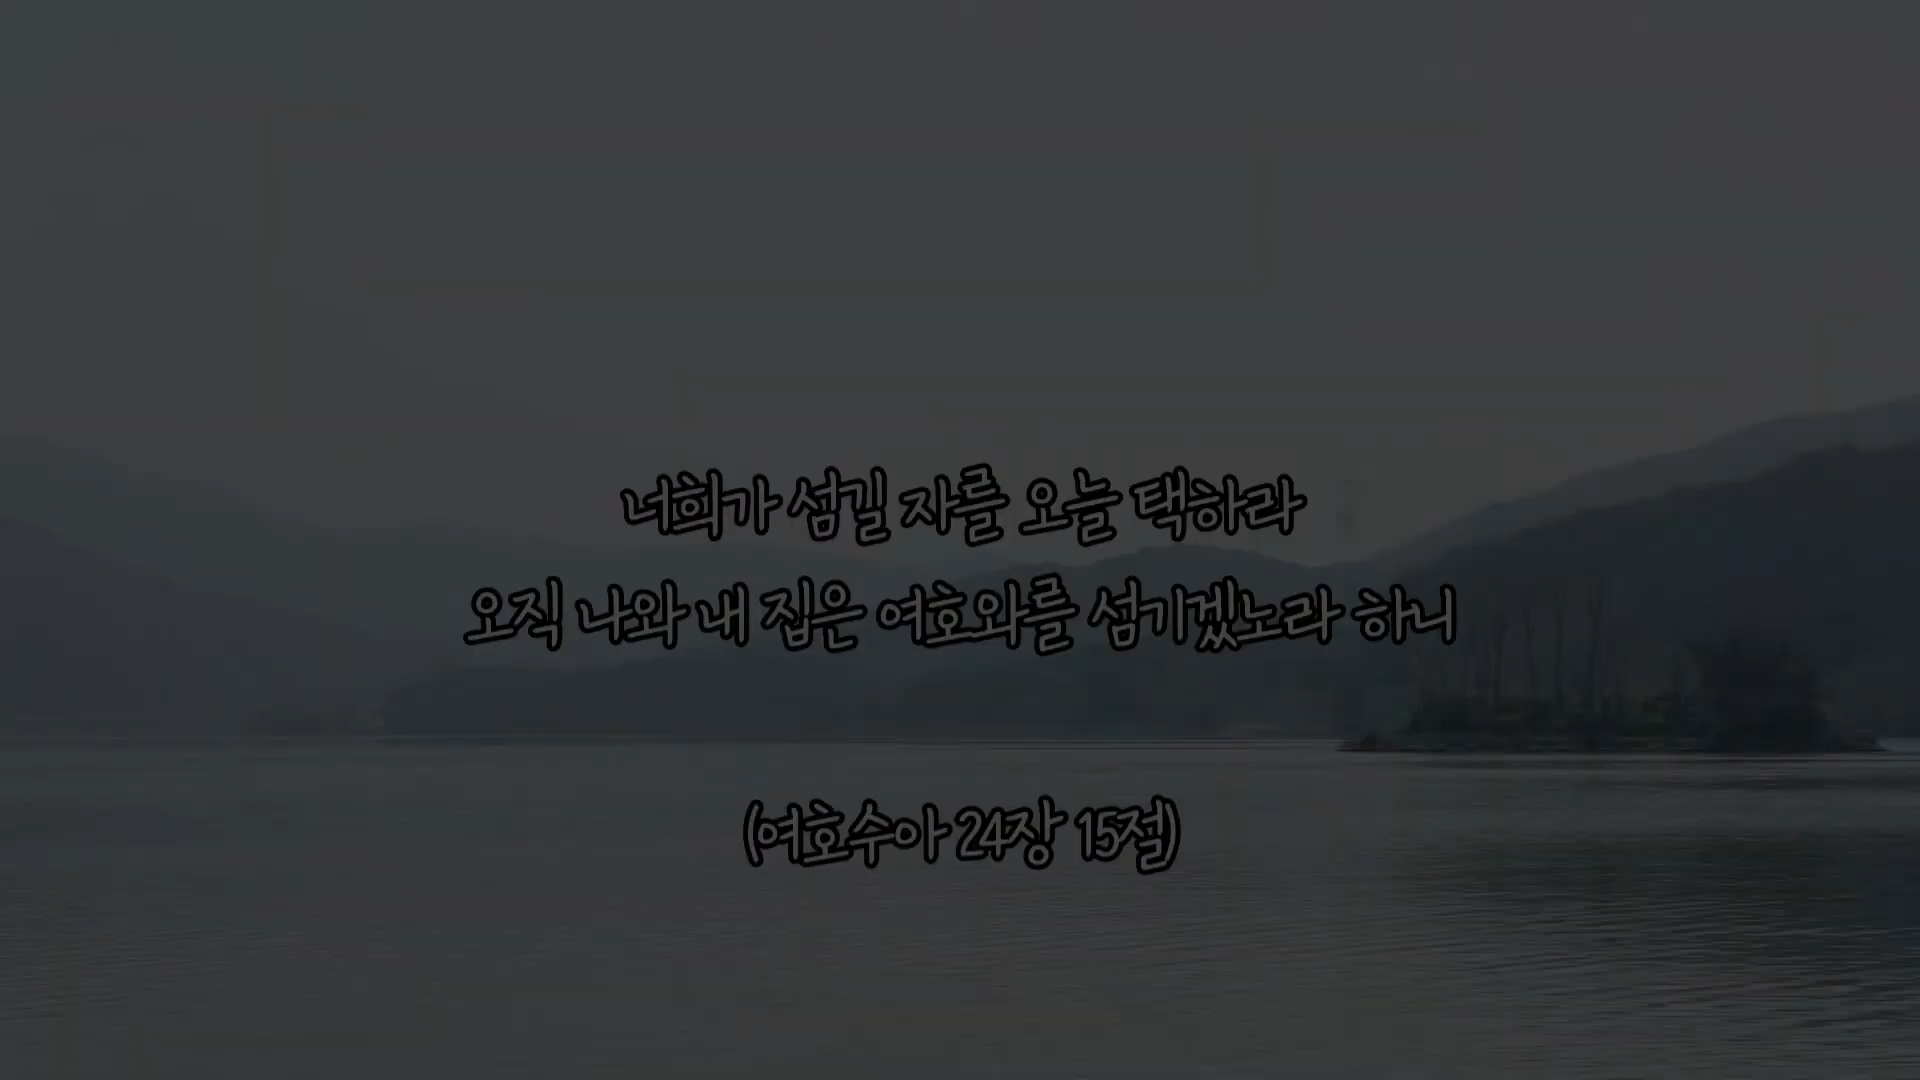 너희가 섬길 자를 오늘 택하라
오직 나와 내 집은 여호와를 섬기겠노라 하니
(여호수아 24장 15절)